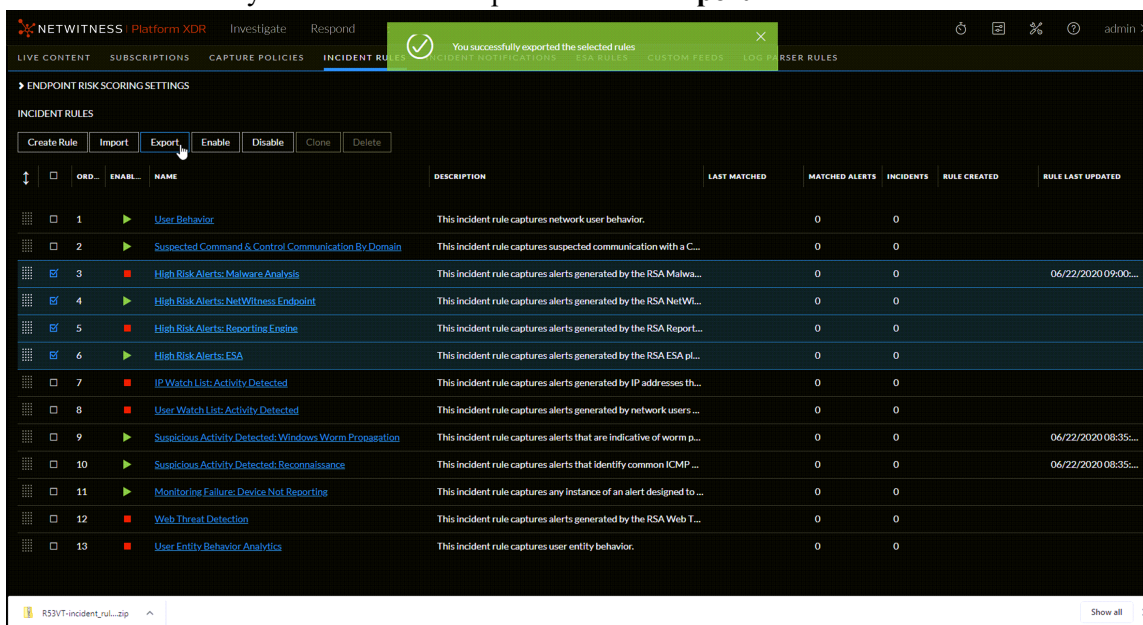 NETWITNESS | Platform XDR Investigate Respond admin
You successfully exported the selected rules
LIVE CONTENT SUBSCRIPTIONS CAPTURE POLICIES INCIDENT RULES INCIDENT NOTIFICATIONS ESA RULES CUSTOM FEEDS LOG PARSER RULES
ENDPOINT RISK SCORING SETTINGS
INCIDENT RULES
Create Rule Import Export Enable Disable Clone Delete
ORD... ENABL... NAME DESCRIPTION LAST MATCHED MATCHED ALERTS INCIDENTS RULE CREATED RULE LAST UPDATED
1 User Behavior This incident rule captures network user behavior. 0 0
2 Suspected Command & Control Communication By Domain This incident rule captures suspected communication with a C... 0 0
3 High Risk Alerts: Malware Analysis This incident rule captures alerts generated by the RSA Malwa... 0 0 06/22/2020 09:00:...
4 High Risk Alerts: NetWitness Endpoint This incident rule captures alerts generated by the RSA NetWi... 0 0
5 High Risk Alerts: Reporting Engine This incident rule captures alerts generated by the RSA Report... 0 0
6 High Risk Alerts: ESA This incident rule captures alerts generated by the RSA ESA pl... 0 0
7 IP Watch List: Activity Detected This incident rule captures alerts generated by IP addresses th... 0 0
8 User Watch List: Activity Detected This incident rule captures alerts generated by network users ... 0 0
9 Suspicious Activity Detected: Windows Worm Propagation This incident rule captures alerts that are indicative of worm p... 0 0 06/22/2020 08:35:...
10 Suspicious Activity Detected: Reconnaissance This incident rule captures alerts that identify common ICMP ... 0 0 06/22/2020 08:35:...
11 Monitoring Failure: Device Not Reporting This incident rule captures any instance of an alert designed to ... 0 0
12 Web Threat Detection This incident rule captures alerts generated by the RSA Web T... 0 0
13 User Entity Behavior Analytics This incident rule captures user entity behavior. 0 0
R53VT-incident_rul....zip Show all